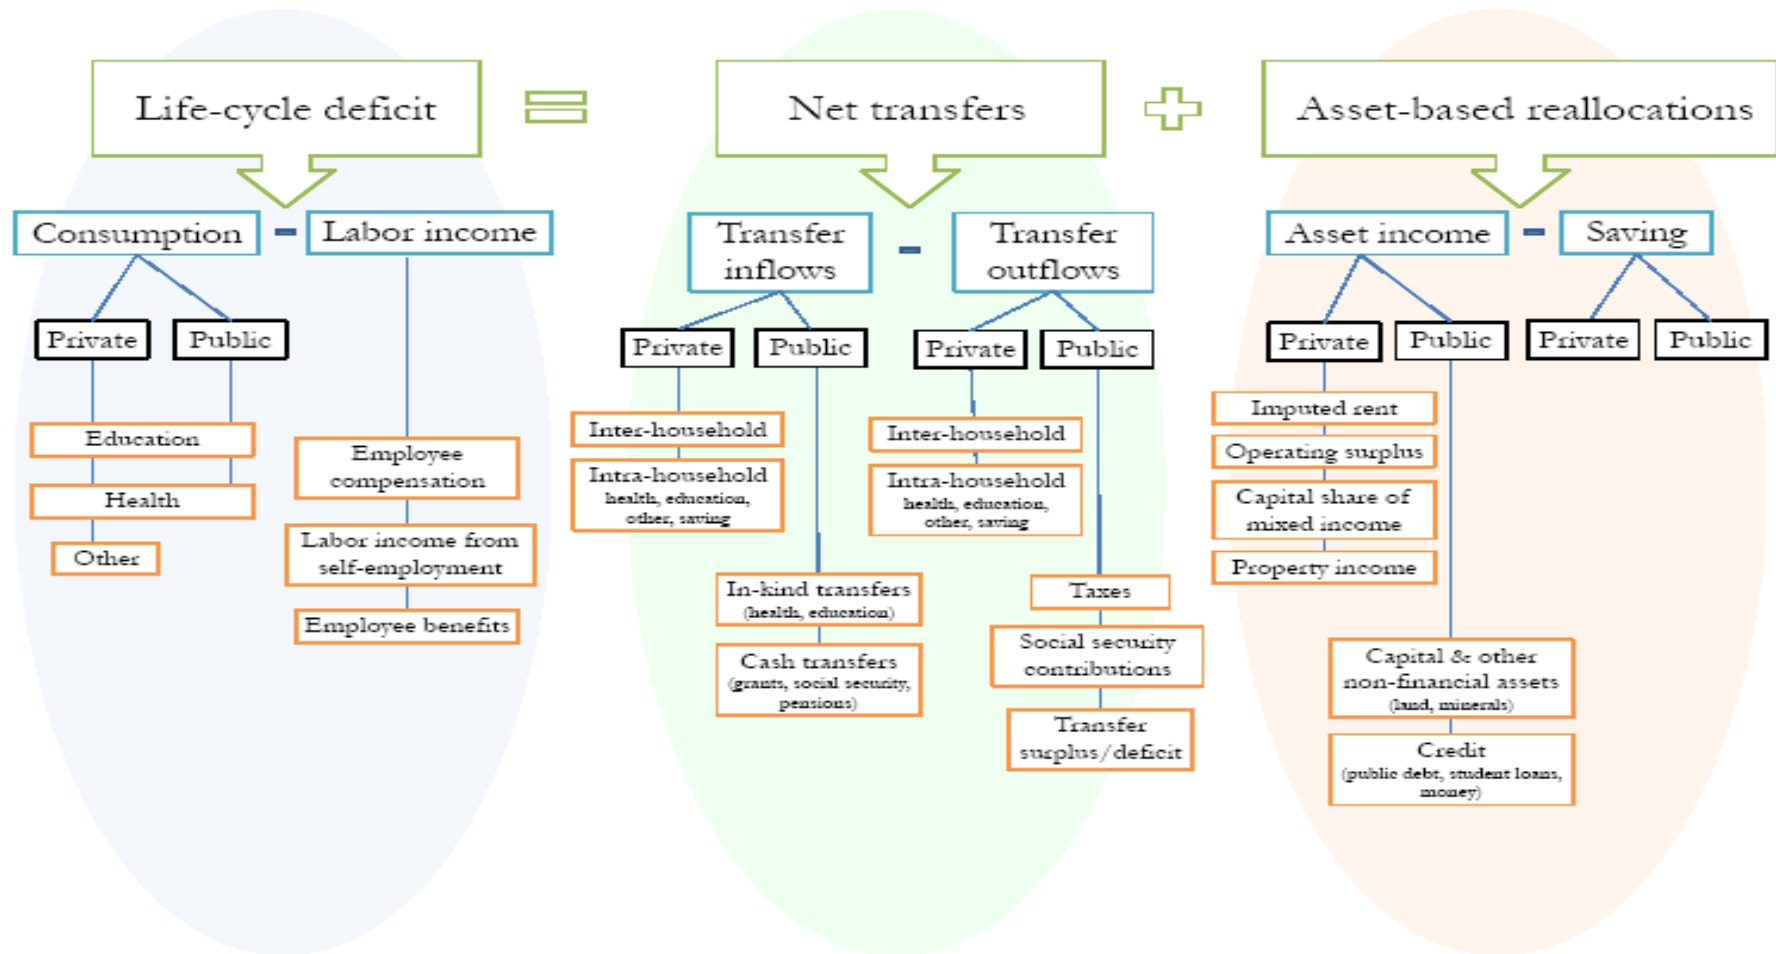 Life-cycle deficit
=
Net transfers
+
Asset-based reallocations
Consumption
-
Labor income
Private
Public
Education
Health
Other
Employee
compensation
Labor income from
self-employment
Employee benefits
Transfer
inflows
-
Transfer
outflows
Private
Public
Inter-household
Intra-household
health, education,
other, saving
In-kind transfers
(health, education)
Cash transfers
(grants, social security,
pensions)
Private
Public
Inter-household
Intra-household
health, education,
other, saving
Taxes
Social security
contributions
Transfer
surplus/deficit
Asset income
-
Saving
Private
Public
Imputed rent
Operating surplus
Capital share of
mixed income
Property income
Capital & other
non-financial assets
(land, minerals)
Credit
(public debt, student loans,
money)
Private
Public